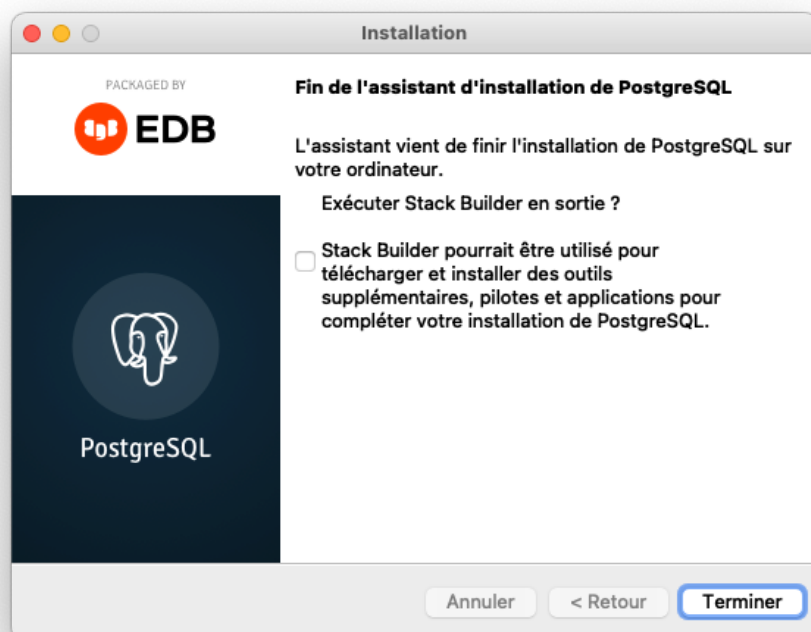 Installation
PACKAGED BY
EDB
PostgreSQL
Fin de l'assistant d'installation de PostgreSQL
L'assistant vient de finir l'installation de PostgreSQL sur
votre ordinateur.
Exécuter Stack Builder en sortie ?
Stack Builder pourrait être utilisé pour
télécharger et installer des outils
supplémentaires, pilotes et applications pour
compléter votre installation de PostgreSQL.
Annuler
< Retour
Terminer